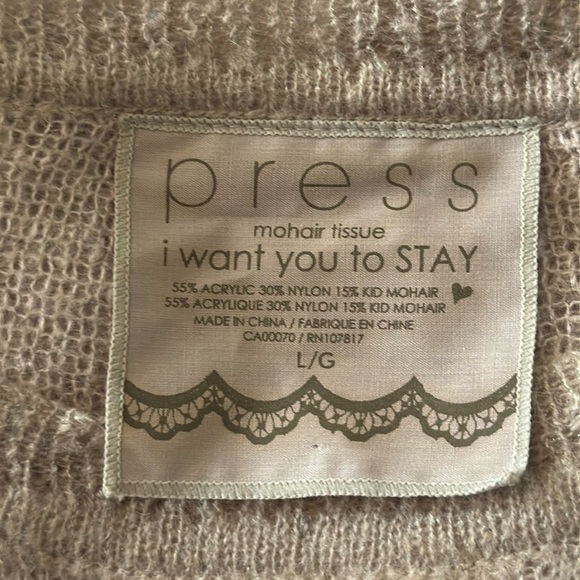 press
mohair tissue
i want you to STAY
55% ACRYLIC 30% NYLON 15% KID MOHAIR
55% ACRYLIQUE 30% NYLON 15% KID MOHAIR
MADE IN CHINA / FABRIQUE EN CHINE
CA00070 / RN107817
L/G